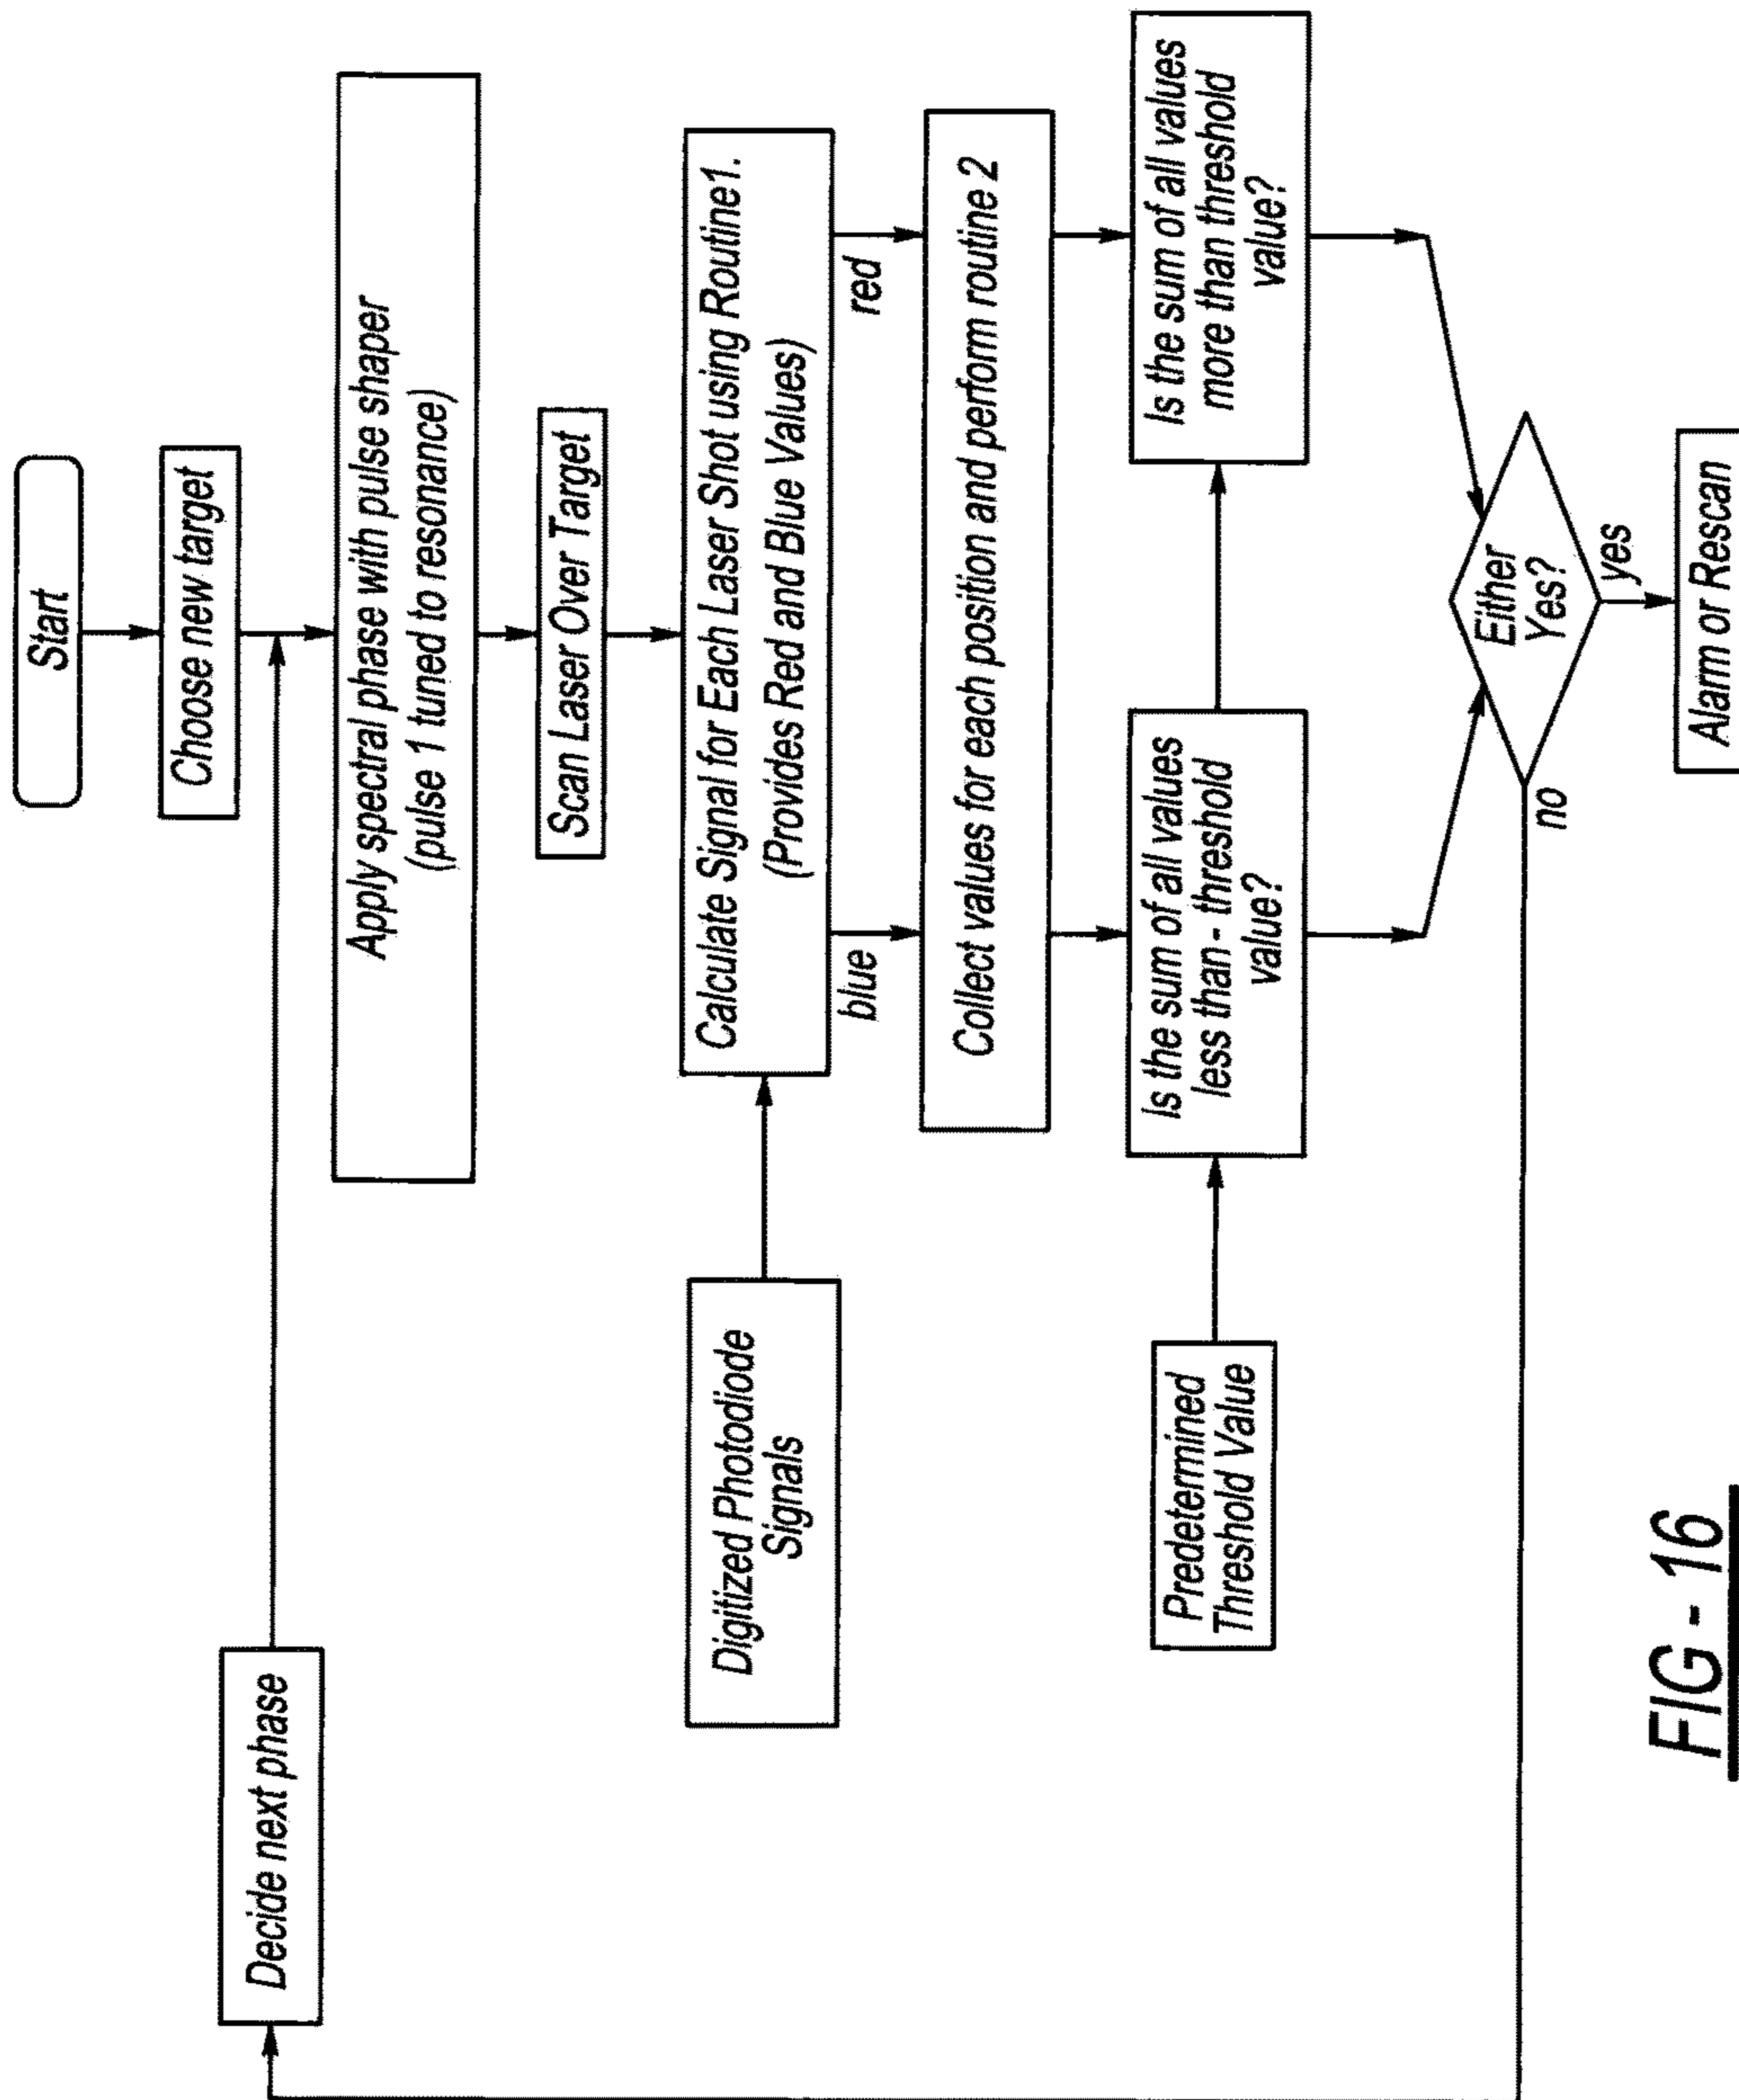 Start
Choose new target
Decide next phase
Apply spectral phase with pulse shaper
(pulse 1 tuned to resonance)
Scan Laser Over Target
Calculate Signal for Each Laser Shot using Routine1.
(Provides Red and Blue Values)
Digitized Photodiode
Signals
blue
red
Collect values for each position and perform routine 2
Predetermined
Threshold Value
Is the sum of all values
less than - threshold
value?
Is the sum of all values
more than threshold
value?
Either
Yes?
no
yes
Alarm or Rescan
FIG - 16